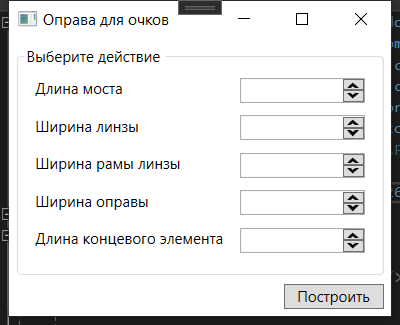 Оправа для очков
Выберите действие
Длина моста
Ширина линзы
Ширина рамы линзы
Ширина оправы
Длина концевого элемента
Построить